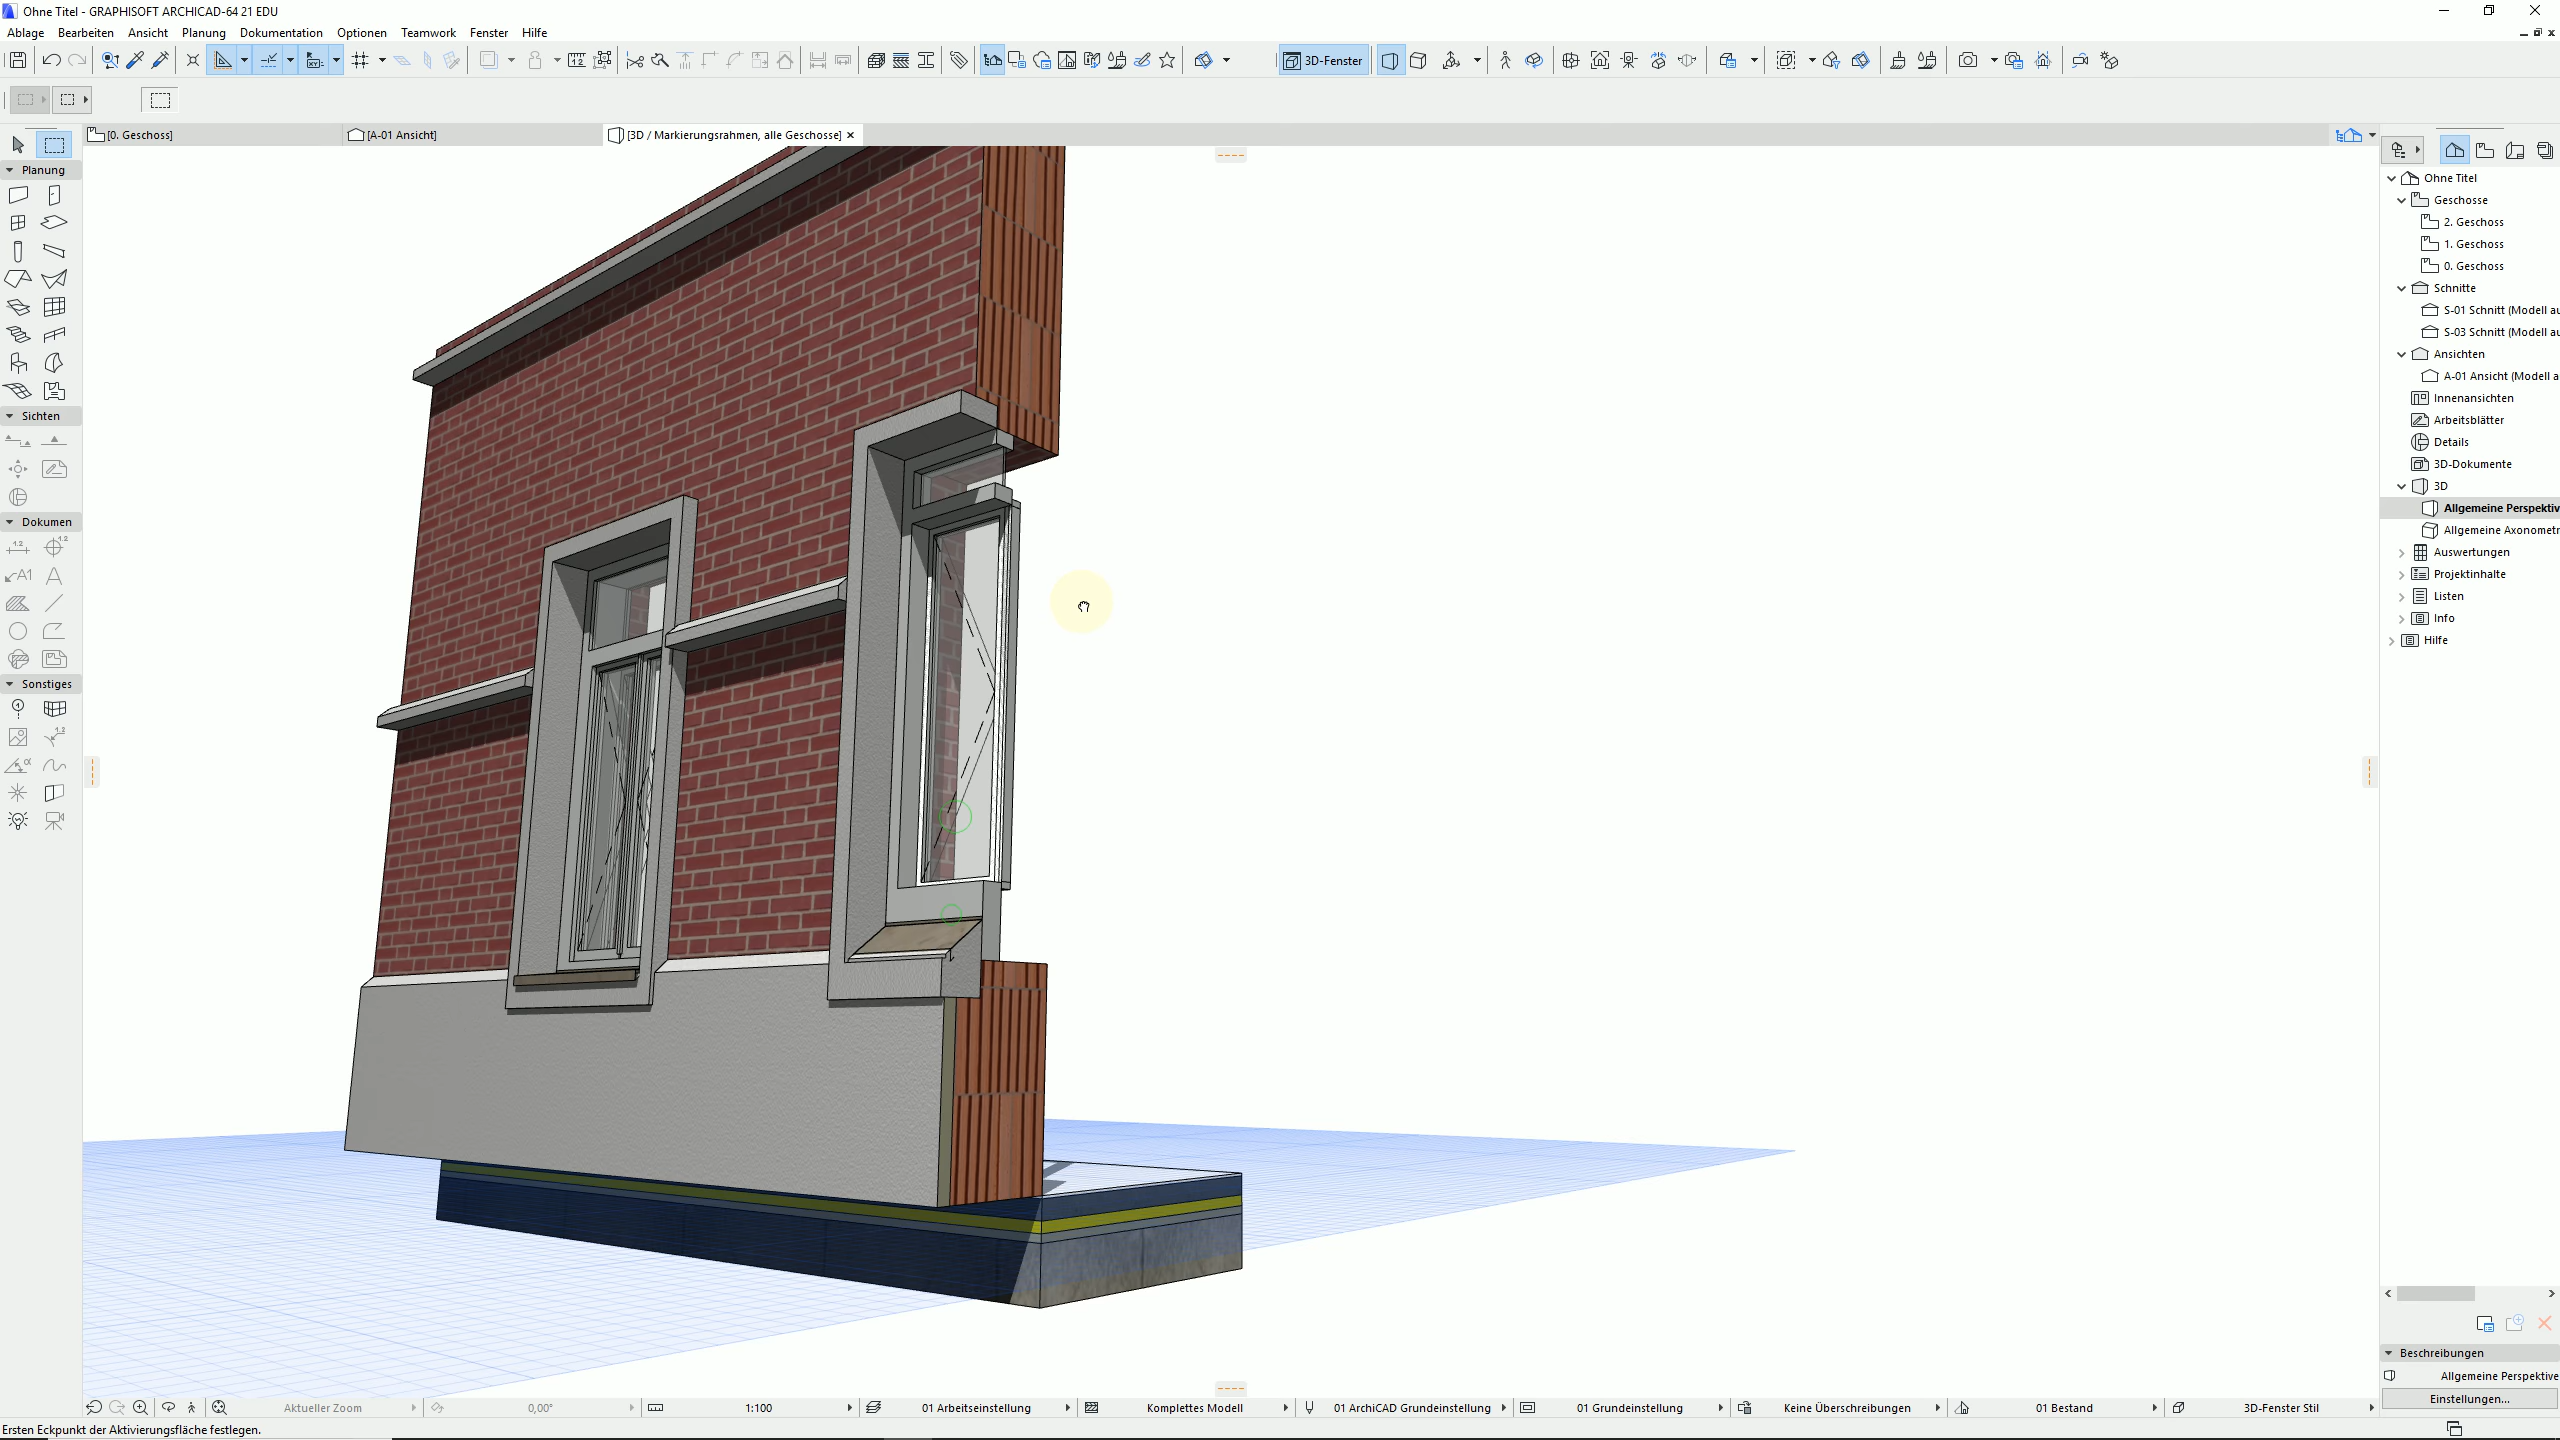 Ohne Titel - GRAPHISOFT ARCHICAD-64 21 EDU
Ablage Bearbeiten Ansicht Planung Dokumentation Optionen Teamwork Fenster Hilfe
3D-Fenster
[0. Geschoss]
[A-01 Ansicht]
[3D / Markierungsrahmen, alle Geschosse]
Planung
Sichten
Dokumen
Sonstiges
Ohne Titel
Geschosse
2. Geschoss
1. Geschoss
0. Geschoss
Schnitte
S-01 Schnitt (Modell au
S-03 Schnitt (Modell au
Ansichten
A-01 Ansicht (Modell a
Innenansichten
Arbeitsblätter
Details
3D-Dokumente
3D
Allgemeine Perspektiv
Allgemeine Axonometr
Auswertungen
Projektinhalte
Listen
Info
Hilfe
Beschreibungen
Allgemeine Perspektive
Einstellungen...
Aktueller Zoom
0,00°
1:100
01 Arbeitseinstellung
Komplettes Modell
01 ArchiCAD Grundeinstellung
01 Grundeinstellung
Keine Überschreibungen
01 Bestand
3D-Fenster Stil
Ersten Eckpunkt der Aktivierungsfläche festlegen.